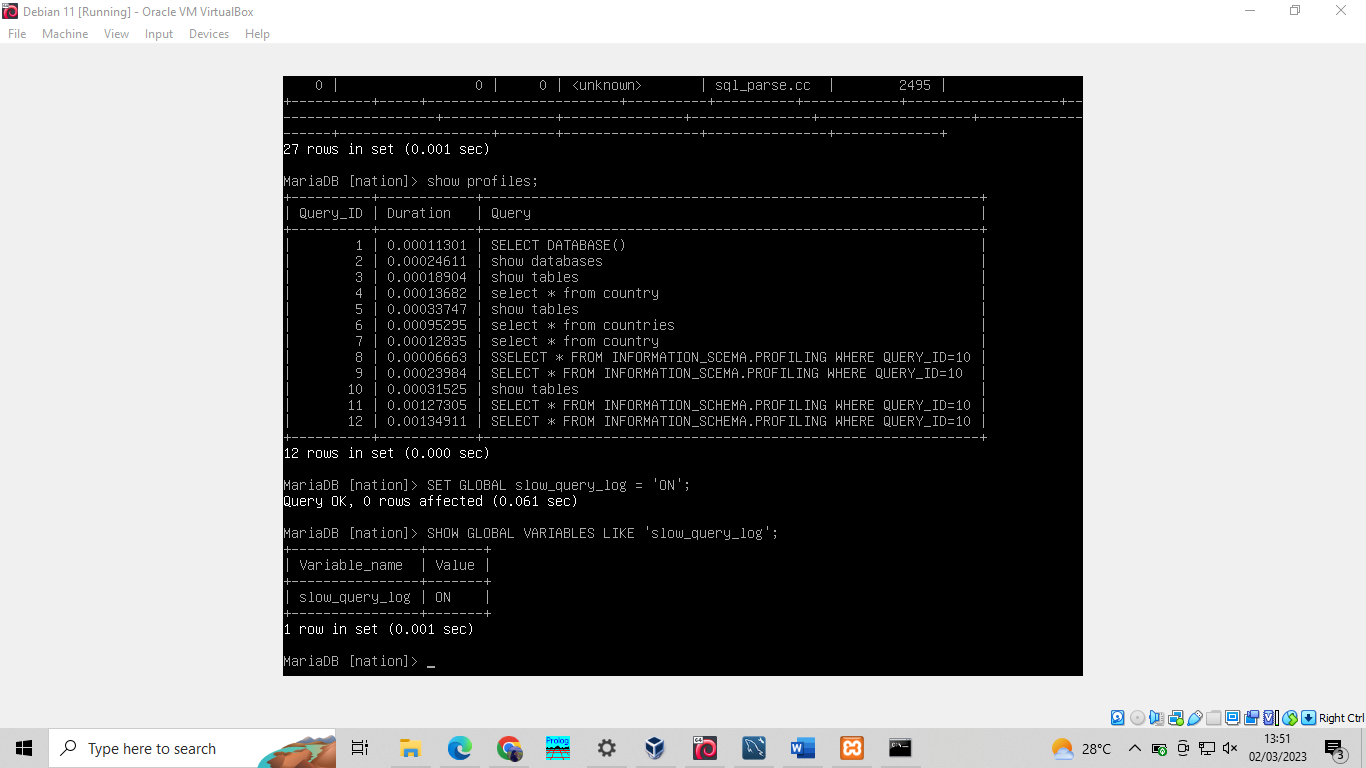 Debian 11 [Running] - Oracle VM VirtualBox
File Machine View Input Devices Help
0 | 0 | 0 | <unknown> | sql_parse.cc | 2495 |
27 rows in set (0.001 sec)
MariaDB [nation]> show profiles;
| Query_ID | Duration | Query |
| 1 | 0.00011301 | SELECT DATABASE() |
| 2 | 0.00024611 | show databases |
| 3 | 0.00018904 | show tables |
| 4 | 0.00013682 | select * from country |
| 5 | 0.00033747 | show tables |
| 6 | 0.00095295 | select * from countries |
| 7 | 0.00012835 | select * from country |
| 8 | 0.00006663 | SSELECT * FROM INFORMATION_SCEMA.PROFILING WHERE QUERY_ID=10 |
| 9 | 0.00023984 | SELECT * FROM INFORMATION_SCEMA.PROFILING WHERE QUERY_ID=10 |
| 10 | 0.00031525 | show tables |
| 11 | 0.00127305 | SELECT * FROM INFORMATION_SCHEMA.PROFILING WHERE QUERY_ID=10 |
| 12 | 0.00134911 | SELECT * FROM INFORMATION_SCHEMA.PROFILING WHERE QUERY_ID=10 |
12 rows in set (0.000 sec)
MariaDB [nation]> SET GLOBAL slow_query_log = 'ON';
Query OK, 0 rows affected (0.061 sec)
MariaDB [nation]> SHOW GLOBAL VARIABLES LIKE 'slow_query_log';
| Variable_name | Value |
| slow_query_log | ON |
1 row in set (0.001 sec)
MariaDB [nation]> _
Right Ctrl
Type here to search
Prolog
28°C
13:51
02/03/2023
3